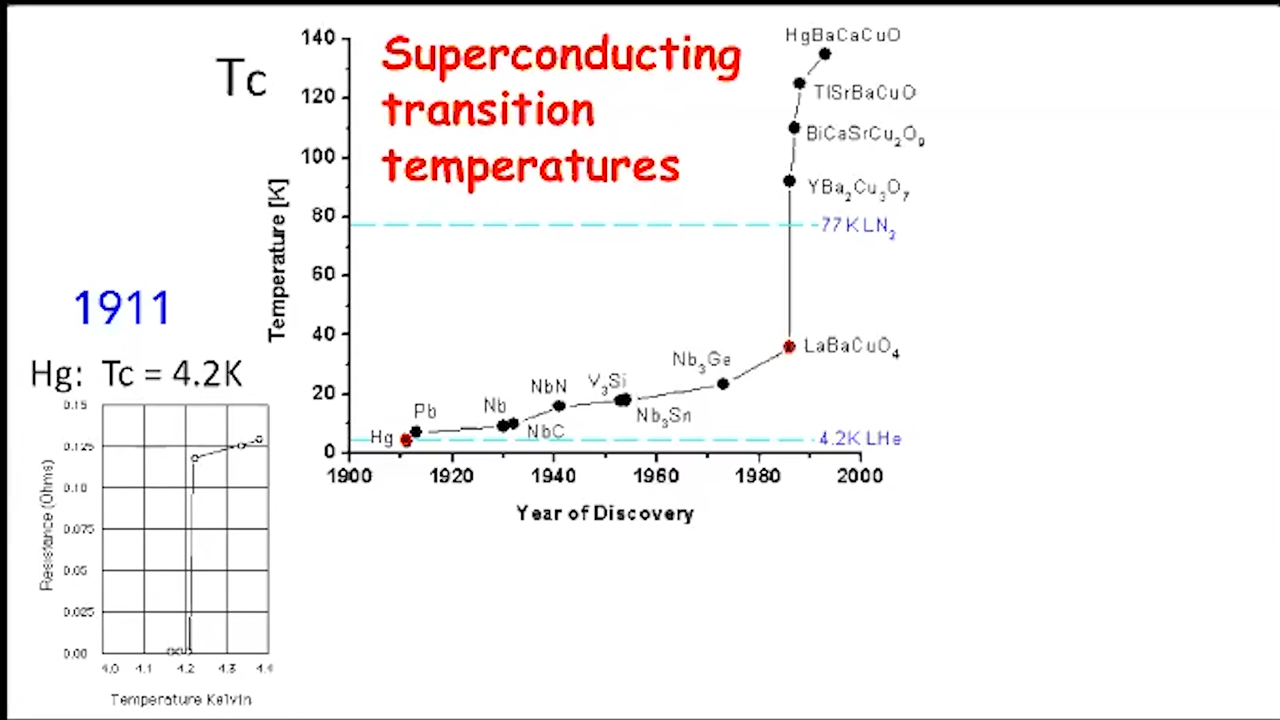 Tc
Superconducting
transition
temperatures
1911
Hg: Tc = 4.2K
140
120
100
80
60
40
20
0
Temperature [K]
HgBaCaCuO
TlSrBaCuO
BiCaSrCu₂O₉
YBa₂Cu₃O₇
77 K LN₂
LaBaCuO₄
Nb₃Ge
V₃Si
NbN
Nb₃Sn
Nb
Pb
NbC
Hg
4.2K LHe
1900 1920 1940 1960 1980 2000
Year of Discovery
0.15
0.125
0.10
0.075
0.05
0.025
0.00
Resistance (Ohms)
4.0 4.1 4.2 4.3 4.4
Temperature Kelvin